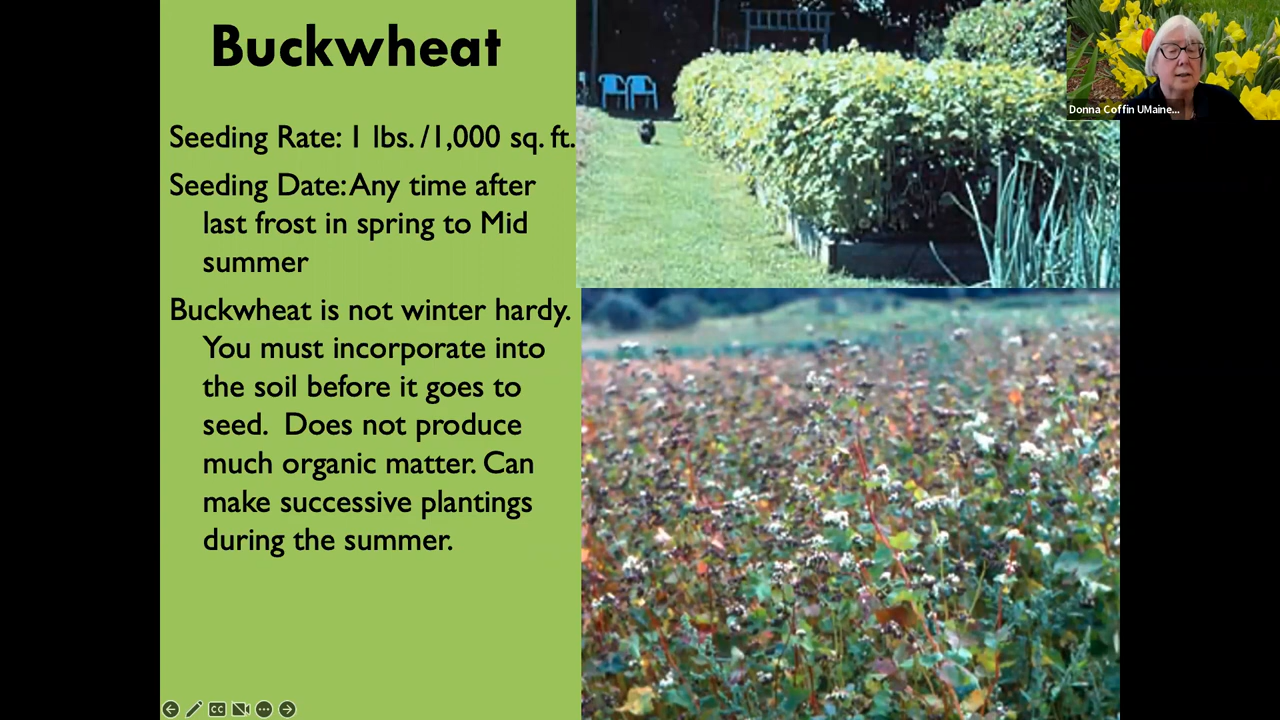 Buckwheat
Seeding Rate: 1 lbs. /1,000 sq. ft.
Seeding Date: Any time after
last frost in spring to Mid
summer
Buckwheat is not winter hardy.
You must incorporate into
the soil before it goes to
seed. Does not produce
much organic matter. Can
make successive plantings
during the summer.
Donna Coffin UMaine...
CC